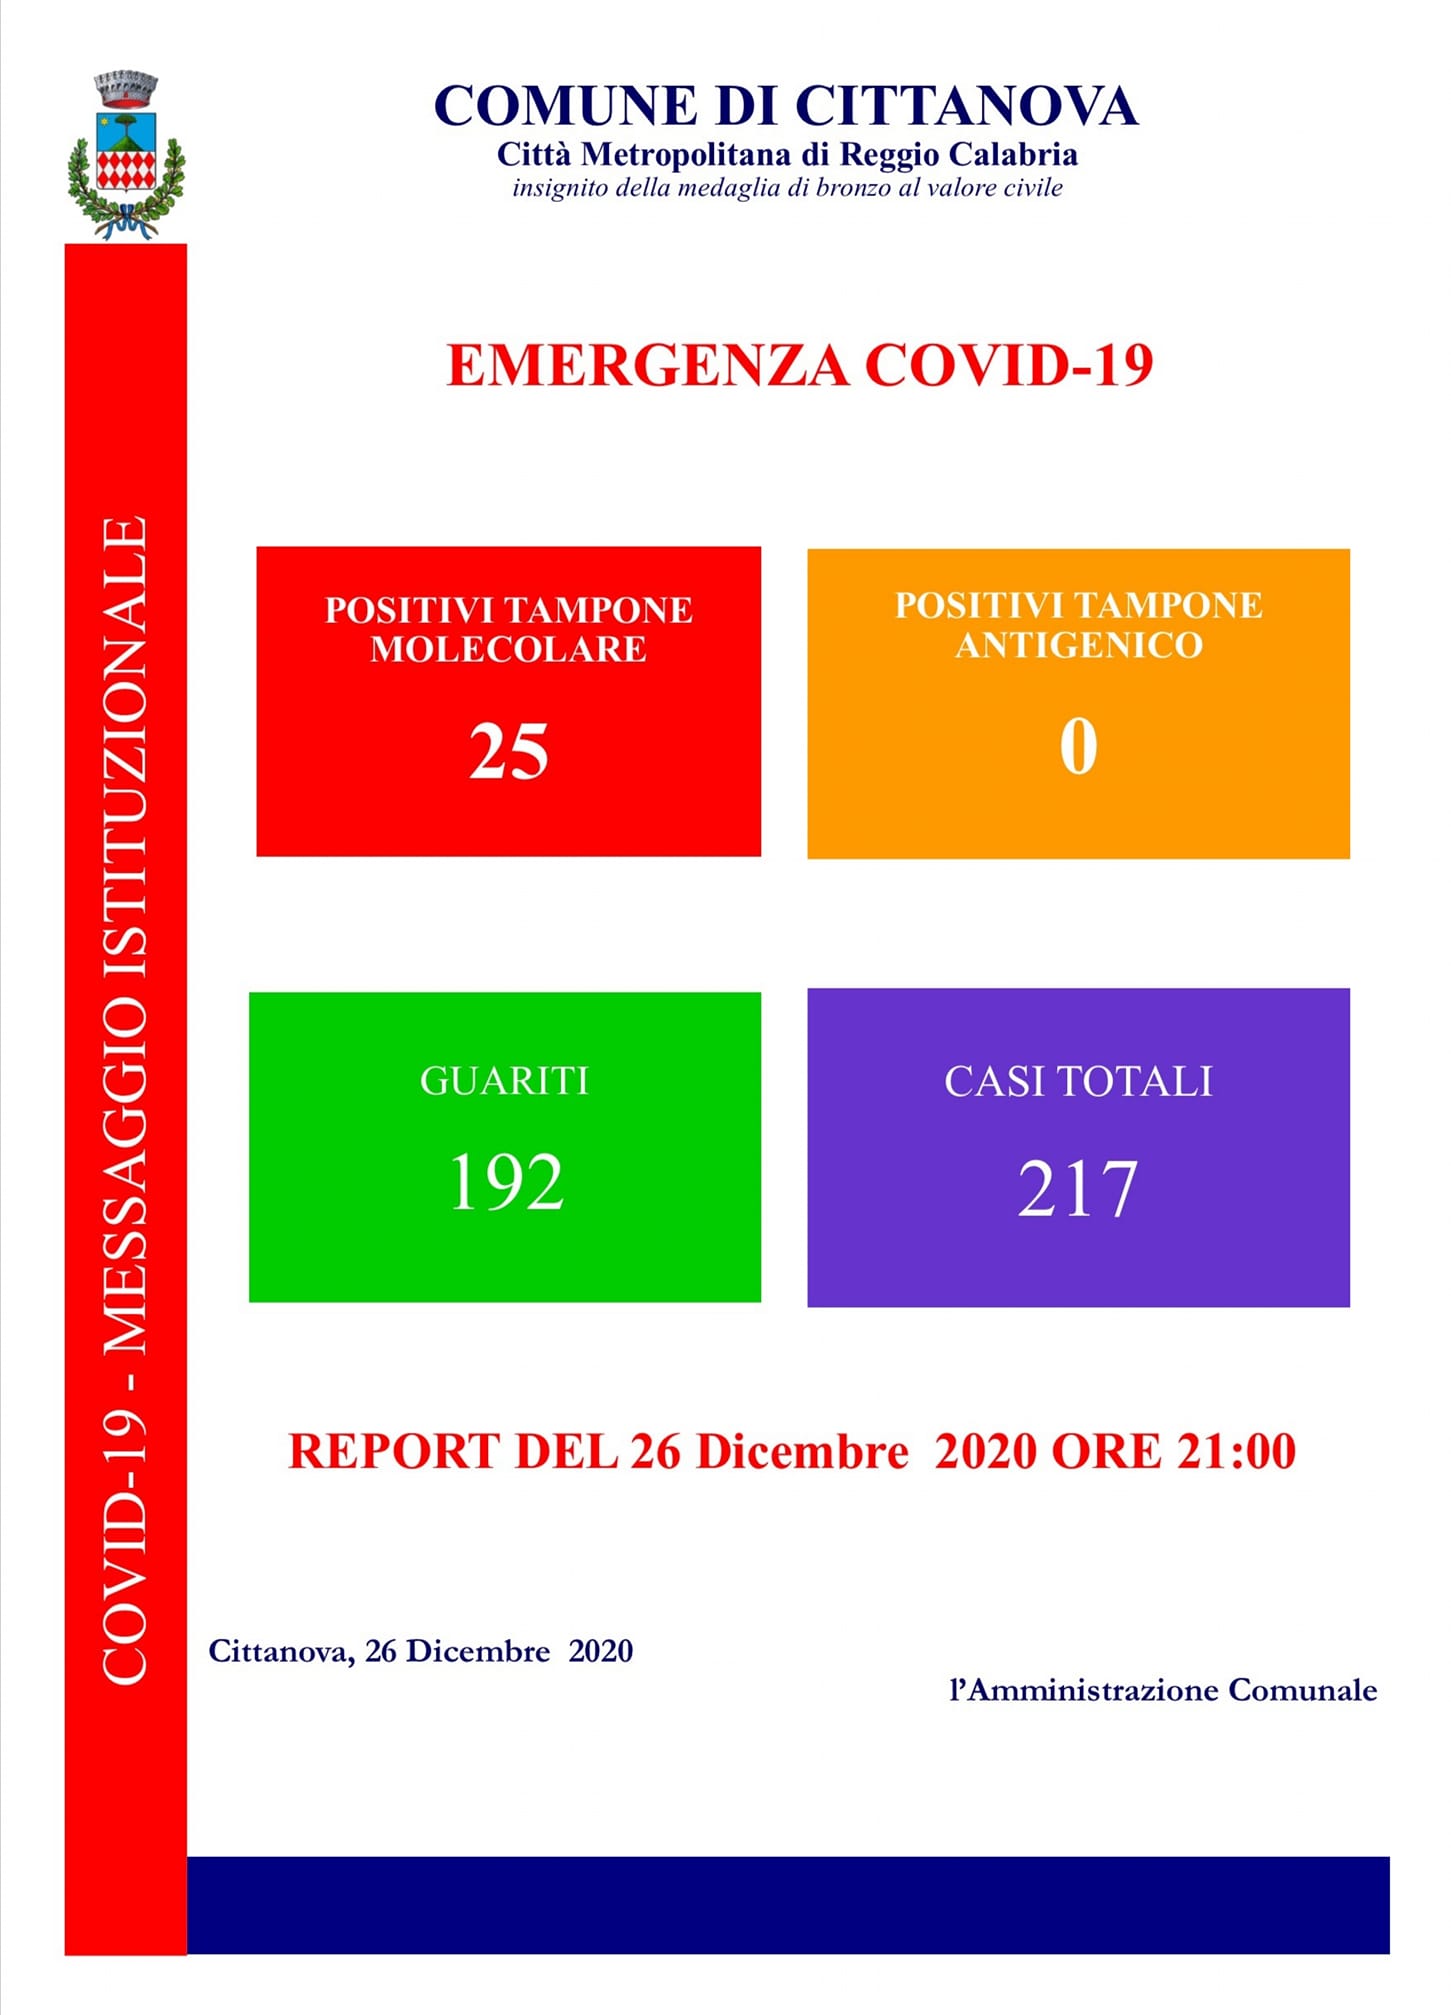 COMUNE DI CITTANOVA
Città Metropolitana di Reggio Calabria
insignito della medaglia di bronzo al valore civile
COVID-19 - MESSAGGIO ISTITUZIONALE
EMERGENZA COVID-19
POSITIVI TAMPONE
MOLECOLARE
25
POSITIVI TAMPONE
ANTIGENICO
0
GUARITI
192
CASI TOTALI
217
REPORT DEL 26 Dicembre 2020 ORE 21:00
Cittanova, 26 Dicembre 2020
l’Amministrazione Comunale